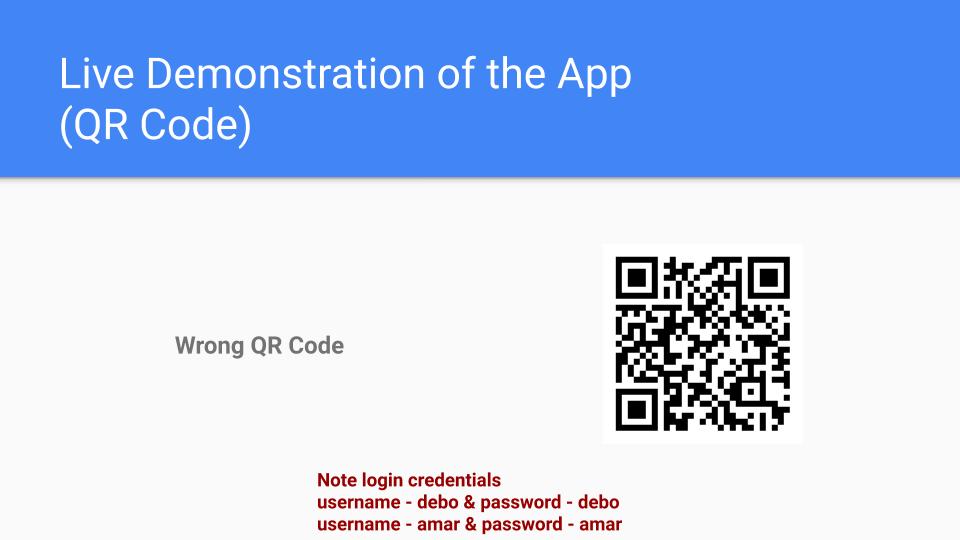 Live Demonstration of the App
(QR Code)
Wrong QR Code
Note login credentials
username - debo & password - debo
username - amar & password - amar